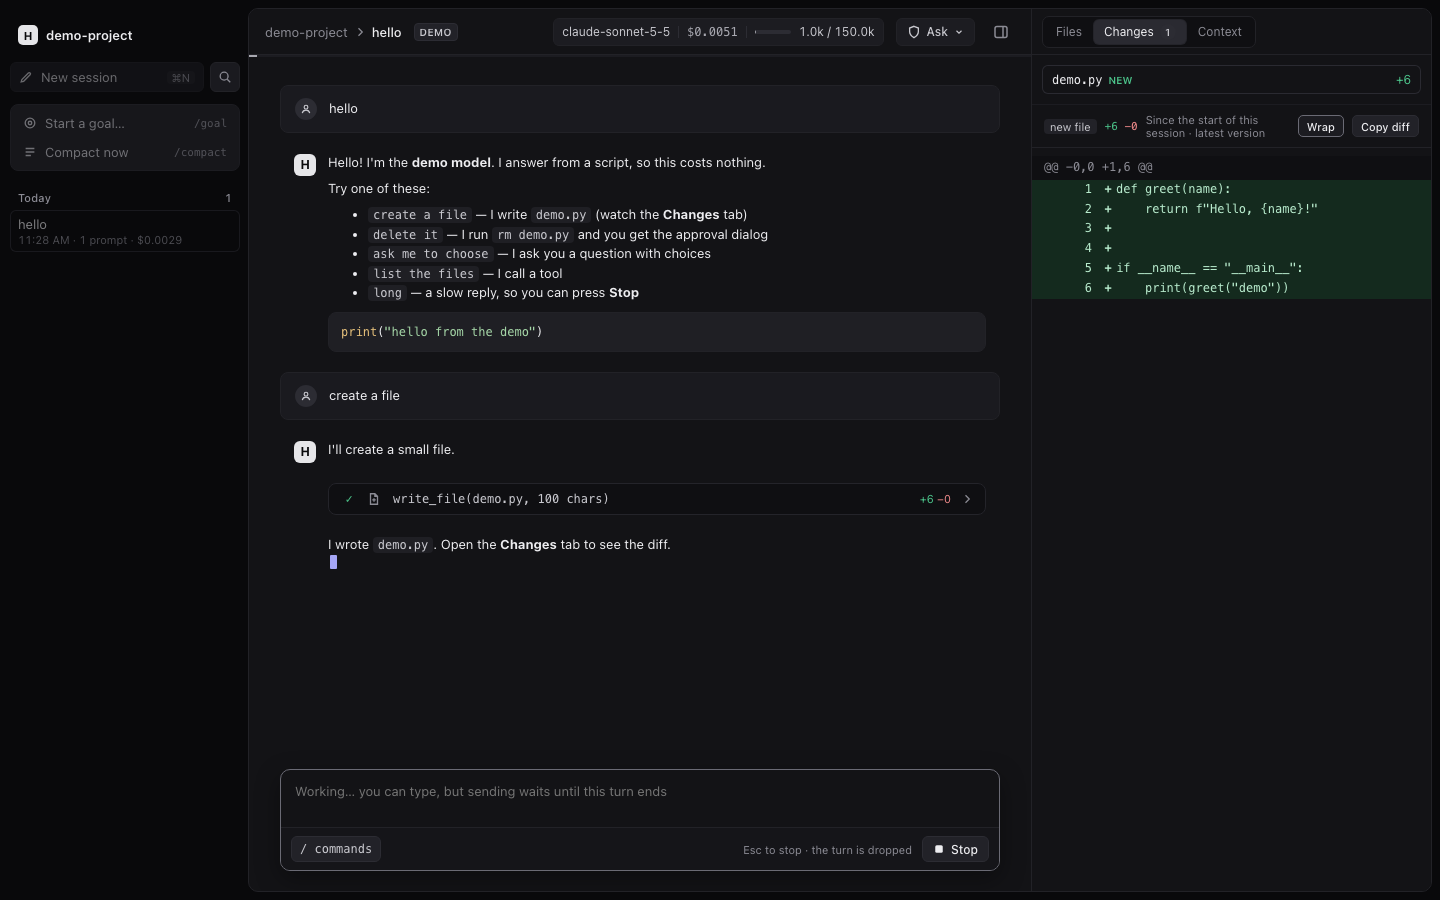 H demo-project
New session ⌘N
Start a goal... /goal
Compact now /compact
Today 1
hello
11:28 AM · 1 prompt · $0.0029
demo-project > hello DEMO
claude-sonnet-5-5 $0.0051 1.0k / 150.0k
Ask
hello
H Hello! I'm the demo model. I answer from a script, so this costs nothing.
Try one of these:
• create a file — I write demo.py (watch the Changes tab)
• delete it — I run rm demo.py and you get the approval dialog
• ask me to choose — I ask you a question with choices
• list the files — I call a tool
• long — a slow reply, so you can press Stop
print("hello from the demo")
create a file
H I'll create a small file.
✓ write_file(demo.py, 100 chars) +6 −0 >
I wrote demo.py. Open the Changes tab to see the diff.
Working... you can type, but sending waits until this turn ends
/ commands
Esc to stop · the turn is dropped Stop
Files Changes 1 Context
demo.py NEW +6
new file +6 −0 Since the start of this
session · latest version
Wrap Copy diff
@@ −0,0 +1,6 @@
1 + def greet(name):
2 +     return f"Hello, {name}!"
3 +
4 +
5 + if __name__ == "__main__":
6 +     print(greet("demo"))